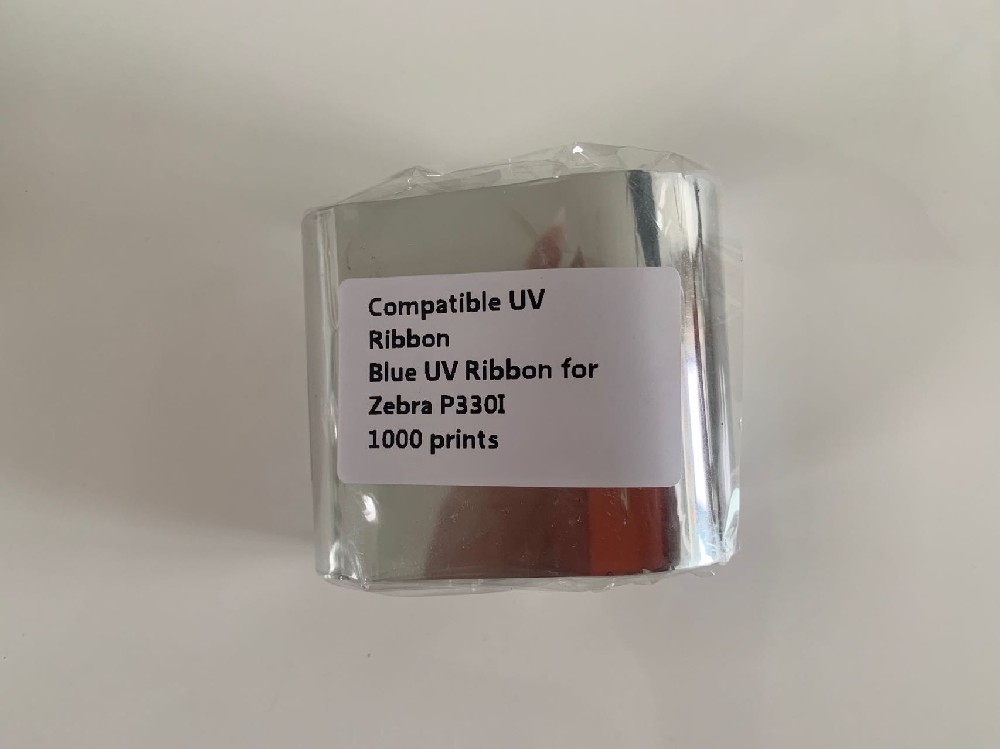 Compatible UV
Ribbon
Blue UV Ribbon for
Zebra P330I
1000 prints